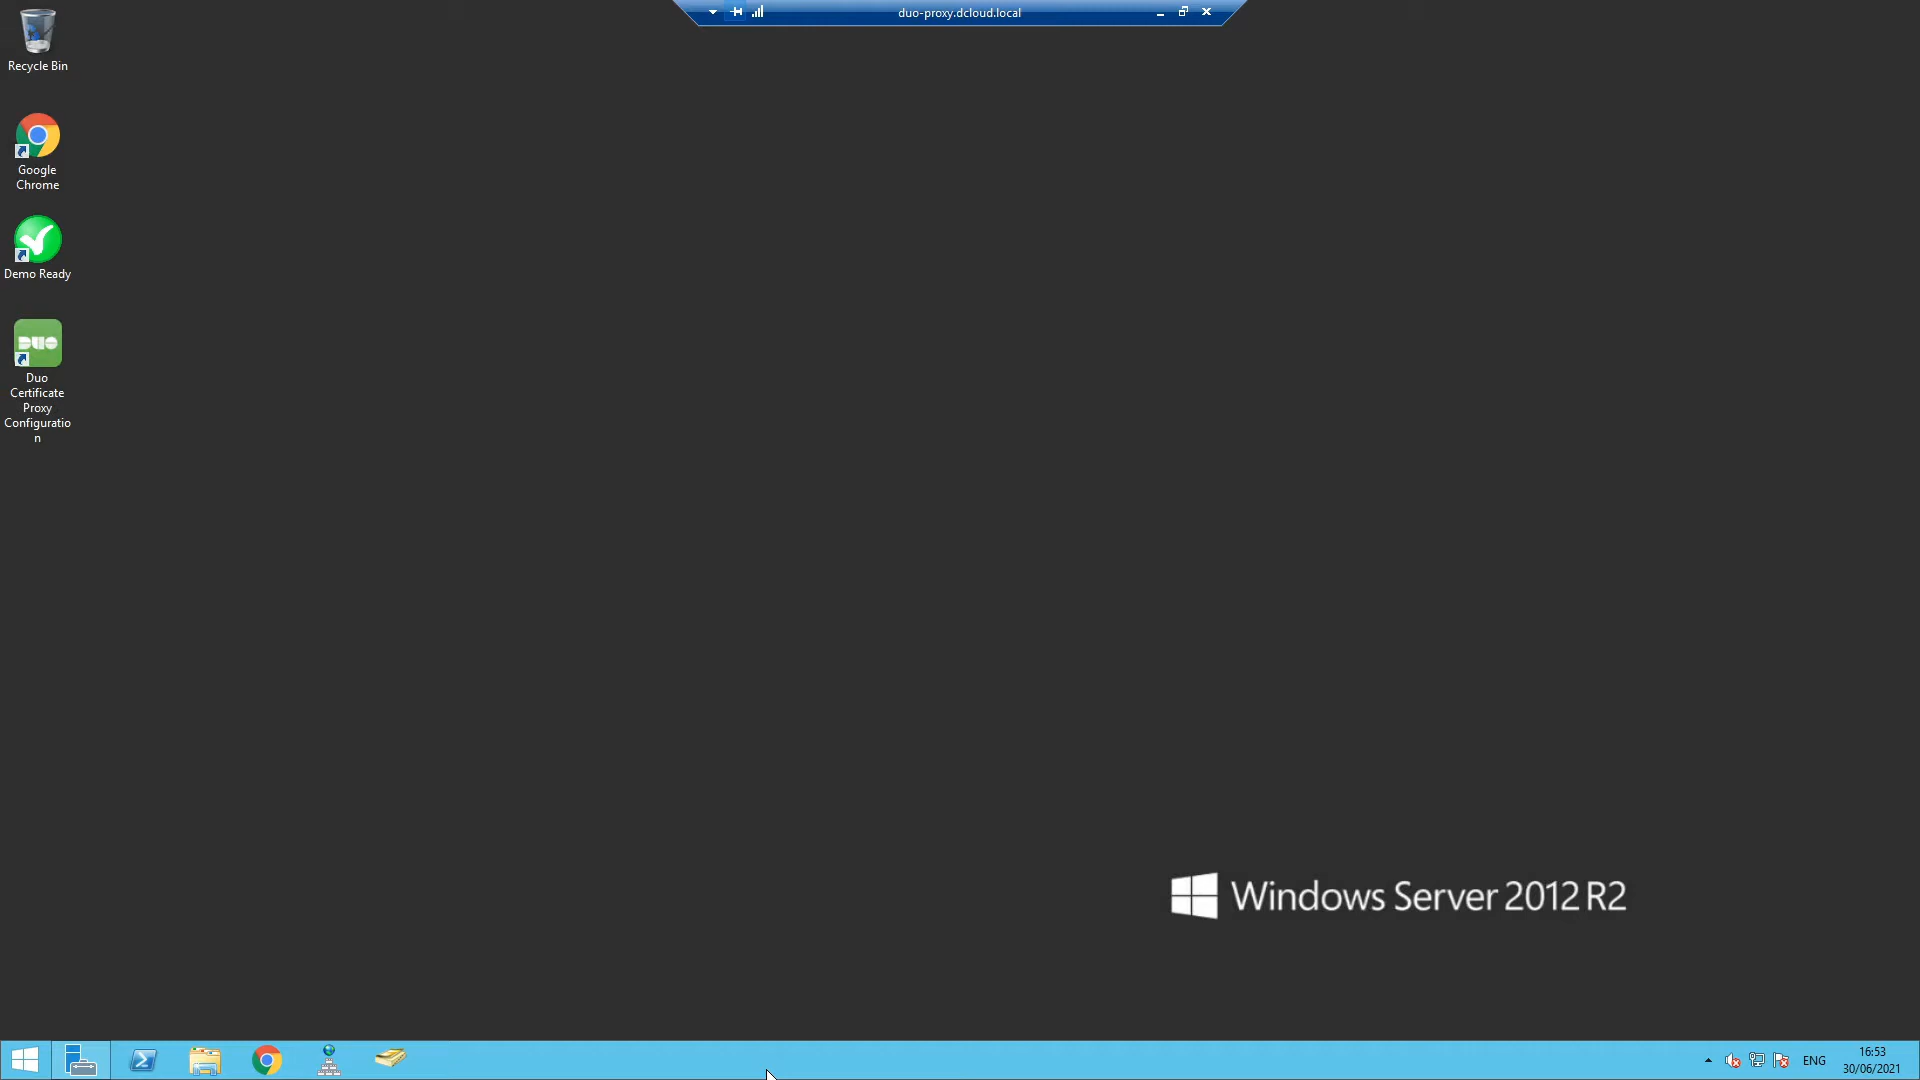 duo-proxy.dcloud.local
Recycle Bin
Google
Chrome
Demo Ready
DUO
Duo
Certificate
Proxy
Configuratio
n
Windows Server 2012 R2
ENG
16:53
30/06/2021